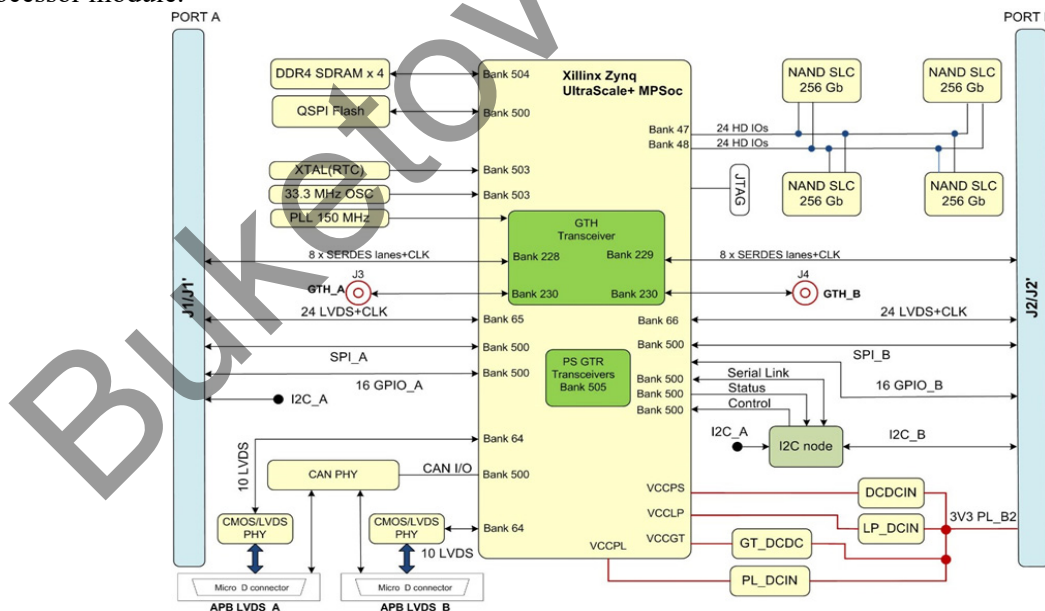 ocessor module.
PORT A
PORT
DDR4 SDRAM x 4
QSPI Flash
XTAL(RTC)
33.3 MHz OSC
PLL 150 MHz
Bank 504
Bank 500
Bank 503
Bank 503
Xillinx Zynq
UltraScale+ MPSoc
Bank 47
Bank 48
24 HD IOs
24 HD IOs
NAND SLC
256 Gb
NAND SLC
256 Gb
NAND SLC
256 Gb
NAND SLC
256 Gb
JTAG
GTH
Transceiver
Bank 228
Bank 229
Bank 230
Bank 230
8 x SERDES lanes+CLK
8 x SERDES lanes+CLK
J3
GTH_A
J4
GTH_B
J1/J1'
J2/J2'
24 LVDS+CLK
Bank 65
Bank 66
24 LVDS+CLK
SPI_A
Bank 500
Bank 500
SPI_B
16 GPIO_A
Bank 500
16 GPIO_B
PS GTR
Transceivers
Bank 505
Bank 500
Bank 500
Bank 500
Serial Link
Status
Control
I2C_A
I2C_A
I2C node
I2C_B
10 LVDS
Bank 64
CAN PHY
CAN I/O
Bank 500
CMOS/LVDS
PHY
CMOS/LVDS
PHY
Bank 64
10 LVDS
Micro D connector
Micro D connector
APB LVDS A
APB LVDS B
VCCPS
VCCLP
VCCGT
VCCPL
DCDCIN
LP_DCIN
GT_DCDC
PL_DCIN
3V3 PL_B2
Buketov